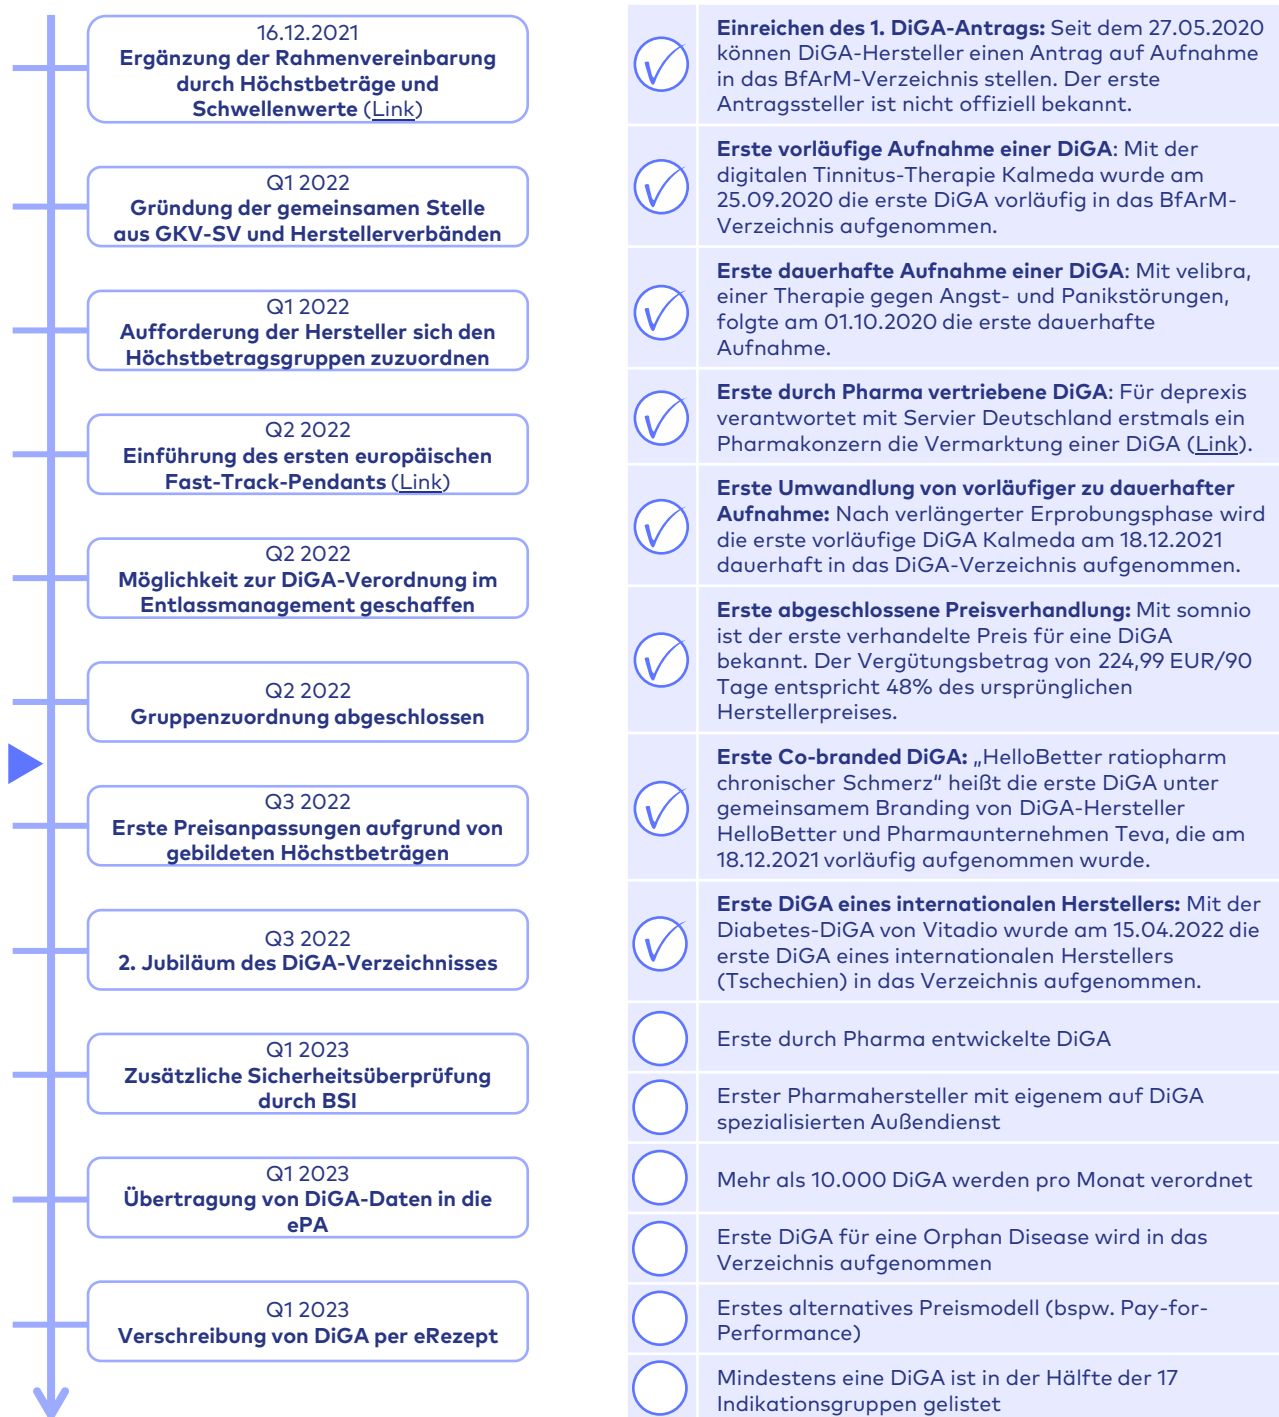 16.12.2021
Ergänzung der Rahmenvereinbarung
durch Höchstbeträge und
Schwellenwerte (Link)
Q1 2022
Gründung der gemeinsamen Stelle
aus GKV-SV und Herstellerverbänden
Q1 2022
Aufforderung der Hersteller sich den
Höchstbetragsgruppen zuzuordnen
Q2 2022
Einführung des ersten europäischen
Fast-Track-Pendants (Link)
Q2 2022
Möglichkeit zur DiGA-Verordnung im
Entlassmanagement geschaffen
Q2 2022
Gruppenzuordnung abgeschlossen
Q3 2022
Erste Preisanpassungen aufgrund von
gebildeten Höchstbeträgen
Q3 2022
2. Jubiläum des DiGA-Verzeichnisses
Q1 2023
Zusätzliche Sicherheitsüberprüfung
durch BSI
Q1 2023
Übertragung von DiGA-Daten in die
ePA
Q1 2023
Verschreibung von DiGA per eRezept
Einreichen des 1. DiGA-Antrags: Seit dem 27.05.2020
können DiGA-Hersteller einen Antrag auf Aufnahme
in das BfArM-Verzeichnis stellen. Der erste
Antragssteller ist nicht offiziell bekannt.
Erste vorläufige Aufnahme einer DiGA: Mit der
digitalen Tinnitus-Therapie Kalmeda wurde am
25.09.2020 die erste DiGA vorläufig in das BfArM-
Verzeichnis aufgenommen.
Erste dauerhafte Aufnahme einer DiGA: Mit velibra,
einer Therapie gegen Angst- und Panikstörungen,
folgte am 01.10.2020 die erste dauerhafte
Aufnahme.
Erste durch Pharma vertriebene DiGA: Für deprexis
verantwortet mit Servier Deutschland erstmals ein
Pharmakonzern die Vermarktung einer DiGA (Link).
Erste Umwandlung von vorläufiger zu dauerhafter
Aufnahme: Nach verlängerter Erprobungsphase wird
die erste vorläufige DiGA Kalmeda am 18.12.2021
dauerhaft in das DiGA-Verzeichnis aufgenommen.
Erste abgeschlossene Preisverhandlung: Mit somnio
ist der erste verhandelte Preis für eine DiGA
bekannt. Der Vergütungsbetrag von 224,99 EUR/90
Tage entspricht 48% des ursprünglichen
Herstellerpreises.
Erste Co-branded DiGA: „HelloBetter ratiopharm
chronischer Schmerz“ heißt die erste DiGA unter
gemeinsamem Branding von DiGA-Hersteller
HelloBetter und Pharmaunternehmen Teva, die am
18.12.2021 vorläufig aufgenommen wurde.
Erste DiGA eines internationalen Herstellers: Mit der
Diabetes-DiGA von Vitadio wurde am 15.04.2022 die
erste DiGA eines internationalen Herstellers
(Tschechien) in das Verzeichnis aufgenommen.
Erste durch Pharma entwickelte DiGA
Erster Pharmahersteller mit eigenem auf DiGA
spezialisierten Außendienst
Mehr als 10.000 DiGA werden pro Monat verordnet
Erste DiGA für eine Orphan Disease wird in das
Verzeichnis aufgenommen
Erstes alternatives Preismodell (bspw. Pay-for-
Performance)
Mindestens eine DiGA ist in der Hälfte der 17
Indikationsgruppen gelistet